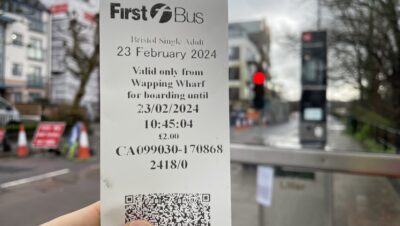 First Bus
Bristol Single Adult
23 February 2024
Valid only from
Wapping Wharf
for boarding until
23/02/2024
10:45:04
£2.00
CA099030-170868
2418/0
Litter